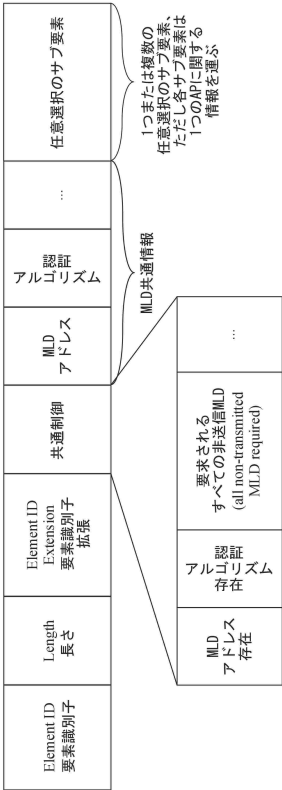 Element ID
要素識別子
Length
長さ
Element ID
Extension
要素識別子
拡張
共通制御
MLD
アドレス
認証
アルゴリズム
…
任意選択のサブ要素
MLD共通情報
1つまたは複数の
任意選択のサブ要素、
ただし各サブ要素は
1つのAPに関する
情報を運ぶ
MLD
アドレス
存在
認証
アルゴリズム
存在
要求される
すべての非送信MLD
(all non-transmitted
MLD required)
…